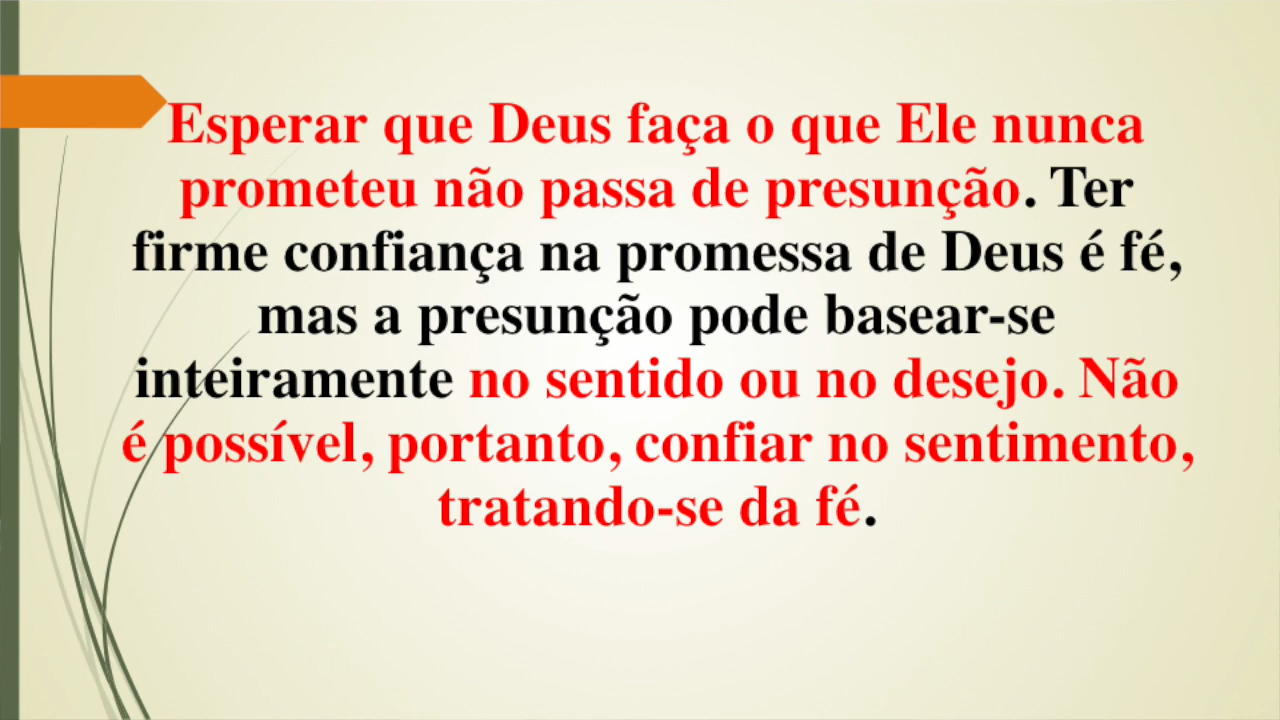 Esperar que Deus faça o que Ele nunca
prometeu não passa de presunção. Ter
firme confiança na promessa de Deus é fé,
mas a presunção pode basear-se
inteiramente no sentido ou no desejo. Não
é possível, portanto, confiar no sentimento,
tratando-se da fé.